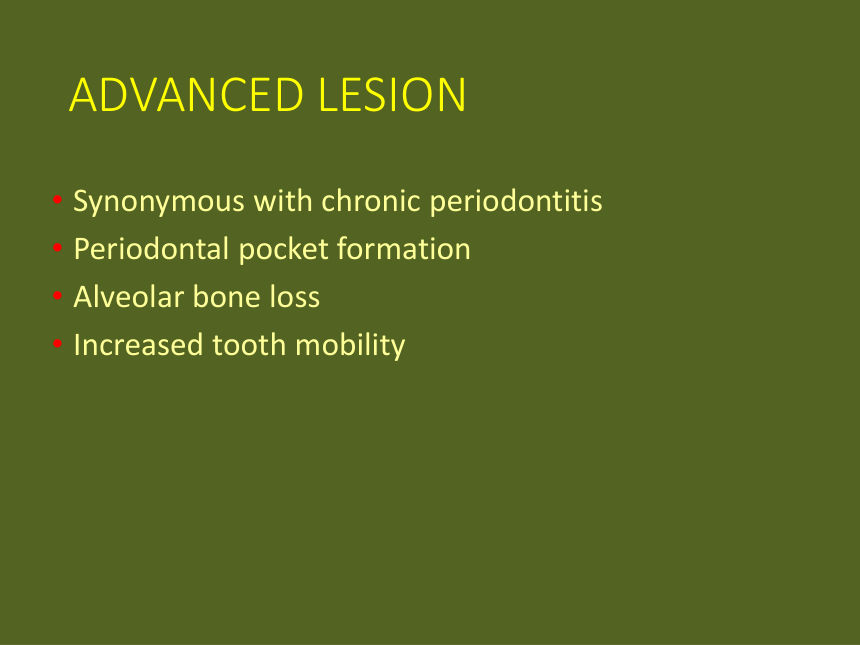 ADVANCED LESION
• Synonymous with chronic periodontitis
• Periodontal pocket formation
• Alveolar bone loss
• Increased tooth mobility